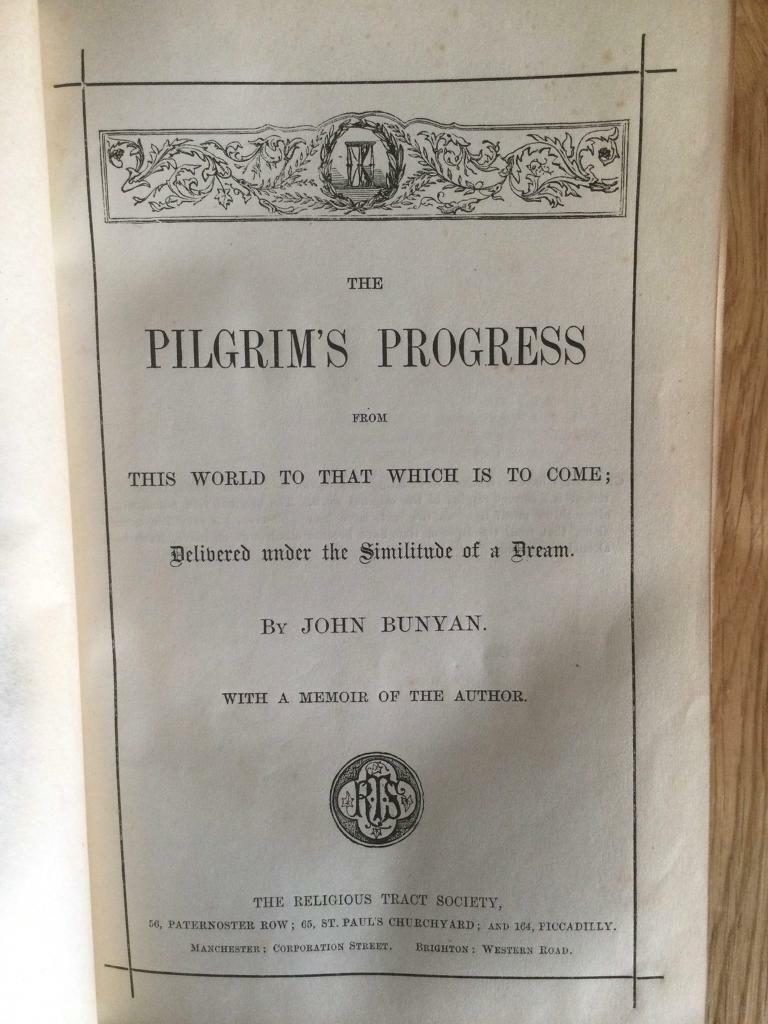 THE
PILGRIM'S PROGRESS
FROM
THIS WORLD TO THAT WHICH IS TO COME;
Delivered under the Similitude of a Dream.
BY JOHN BUNYAN.
WITH A MEMOIR OF THE AUTHOR.
R.T.S
THE RELIGIOUS TRACT SOCIETY,
56, PATERNOSTER ROW; 65, ST. PAUL'S CHURCHYARD; AND 164, PICCADILLY.
MANCHESTER: CORPORATION STREET. BRIGHTON: WESTERN ROAD.